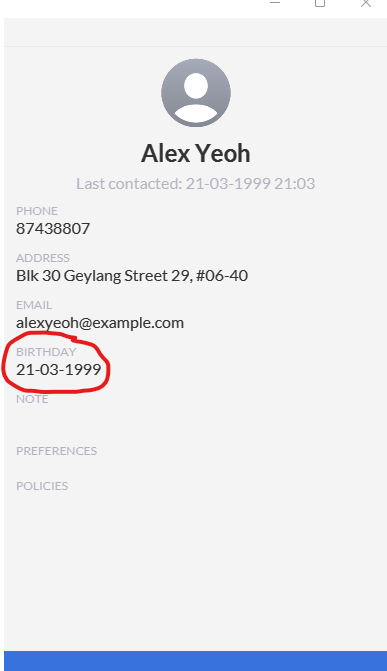 Alex Yeoh
Last contacted: 21-03-1999 21:03
PHONE
87438807
ADDRESS
Blk 30 Geylang Street 29, #06-40
EMAIL
alexyeoh@example.com
BIRTHDAY
21-03-1999
NOTE
PREFERENCES
POLICIES